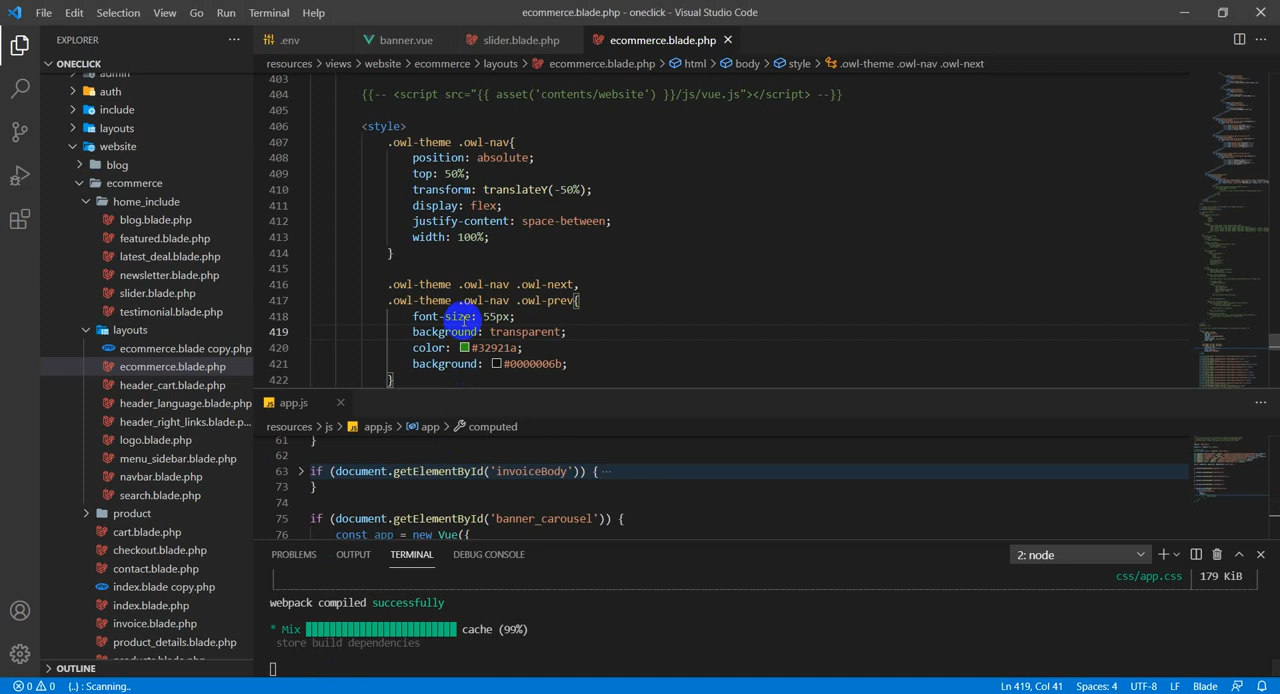 File Edit Selection View Go Run Terminal Help
ecommerce.blade.php - oneclick - Visual Studio Code
EXPLORER
ONECLICK
admin
auth
include
layouts
website
blog
ecommerce
home_include
blog.blade.php
featured.blade.php
latest_deal.blade.php
newsletter.blade.php
slider.blade.php
testimonial.blade.php
layouts
ecommerce.blade copy.php
ecommerce.blade.php
header_cart.blade.php
header_language.blade.php
header_right_links.blade.p...
logo.blade.php
menu_sidebar.blade.php
navbar.blade.php
search.blade.php
product
cart.blade.php
checkout.blade.php
contact.blade.php
index.blade copy.php
index.blade.php
invoice.blade.php
product_details.blade.php
products.blade.php
OUTLINE
.env
banner.vue
slider.blade.php
ecommerce.blade.php
resources > views > website > ecommerce > layouts > ecommerce.blade.php > html > body > style > .owl-theme .owl-nav .owl-next
403
404 {{-- <script src="{{ asset('contents/website') }}/js/vue.js"></script> --}}
405
406 <style>
407 .owl-theme .owl-nav{
408 position: absolute;
409 top: 50%;
410 transform: translateY(-50%);
411 display: flex;
412 justify-content: space-between;
413 width: 100%;
414 }
415
416 .owl-theme .owl-nav .owl-next,
417 .owl-theme .owl-nav .owl-prev{
418 font-size: 55px;
419 background: transparent;
420 color: #32921a;
421 background: #0000006b;
422 }
app.js
resources > js > app.js > app > computed
61 }
62
63 if (document.getElementById('invoiceBody')) { ...
73 }
74
75 if (document.getElementById('banner_carousel')) {
76 const app = new Vue({
PROBLEMS OUTPUT TERMINAL DEBUG CONSOLE
2: node
css/app.css 179 KiB
webpack compiled successfully
* Mix cache (99%)
store build dependencies
0 0 {..} : Scanning..
Ln 419, Col 41 Spaces: 4 UTF-8 LF Blade